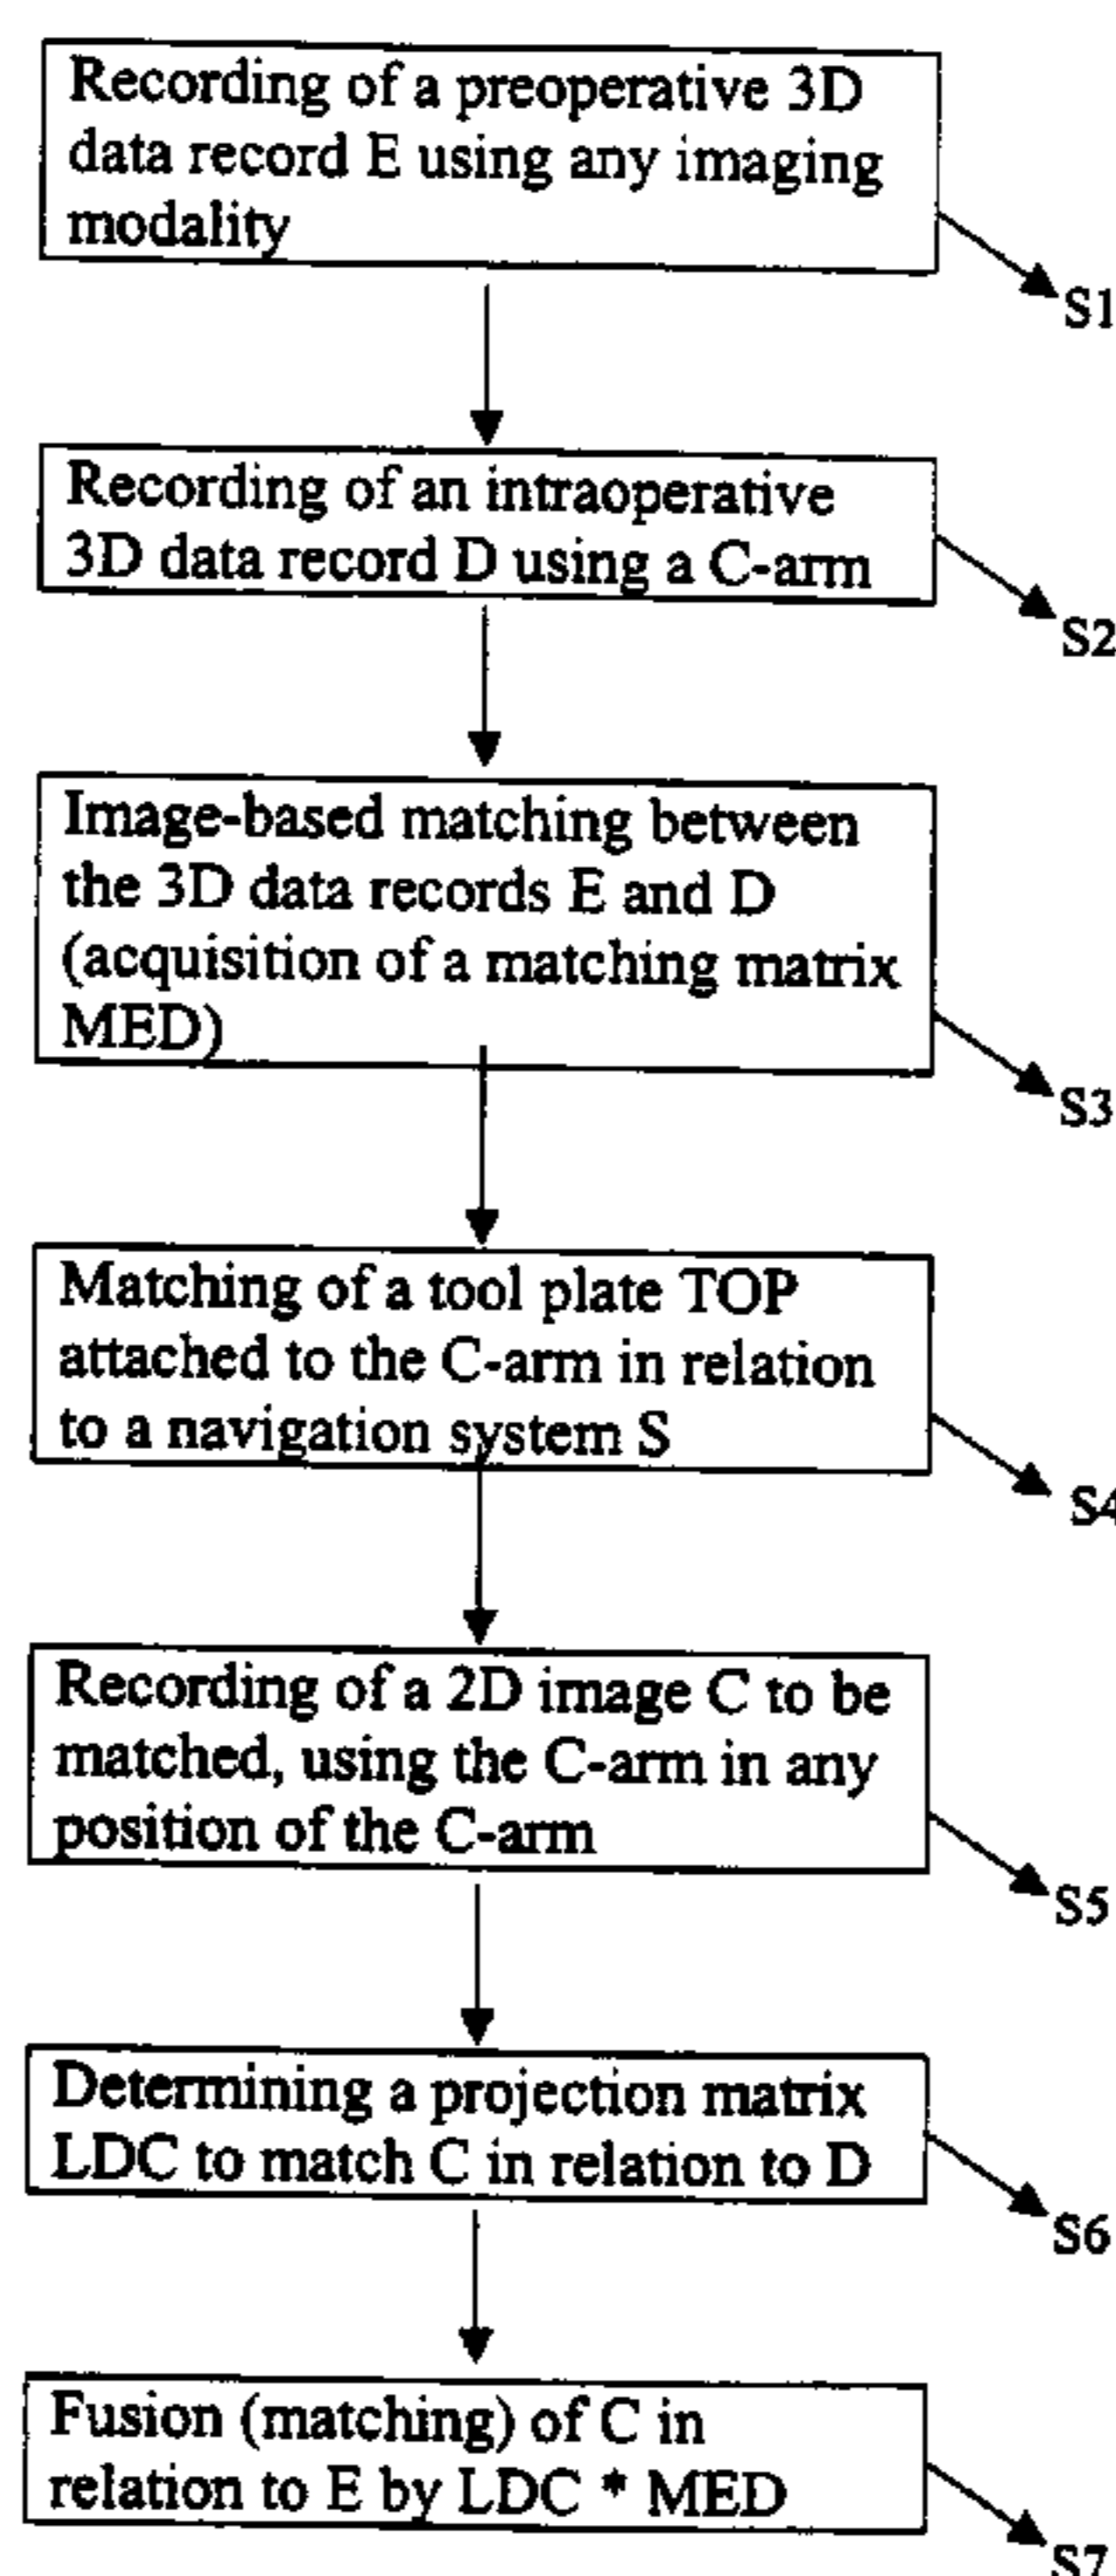 Recording of a preoperative 3D
data record E using any imaging
modality
S1
Recording of an intraoperative
3D data record D using a C-arm
S2
Image-based matching between
the 3D data records E and D
(acquisition of a matching matrix
MED)
S3
Matching of a tool plate TOP
attached to the C-arm in relation
to a navigation system S
S4
Recording of a 2D image C to be
matched, using the C-arm in any
position of the C-arm
S5
Determining a projection matrix
LDC to match C in relation to D
S6
Fusion (matching) of C in
relation to E by LDC * MED
S7